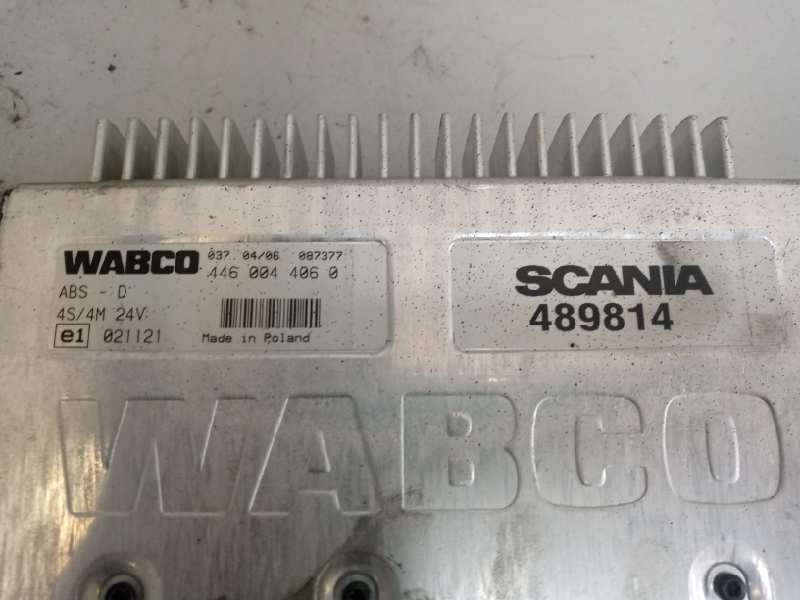 WABCO
037 04/06 087377
446 004 406 0
ABS - D
4S/4M 24V
e1 021121
Made in Poland
SCANIA
489814
WABCO